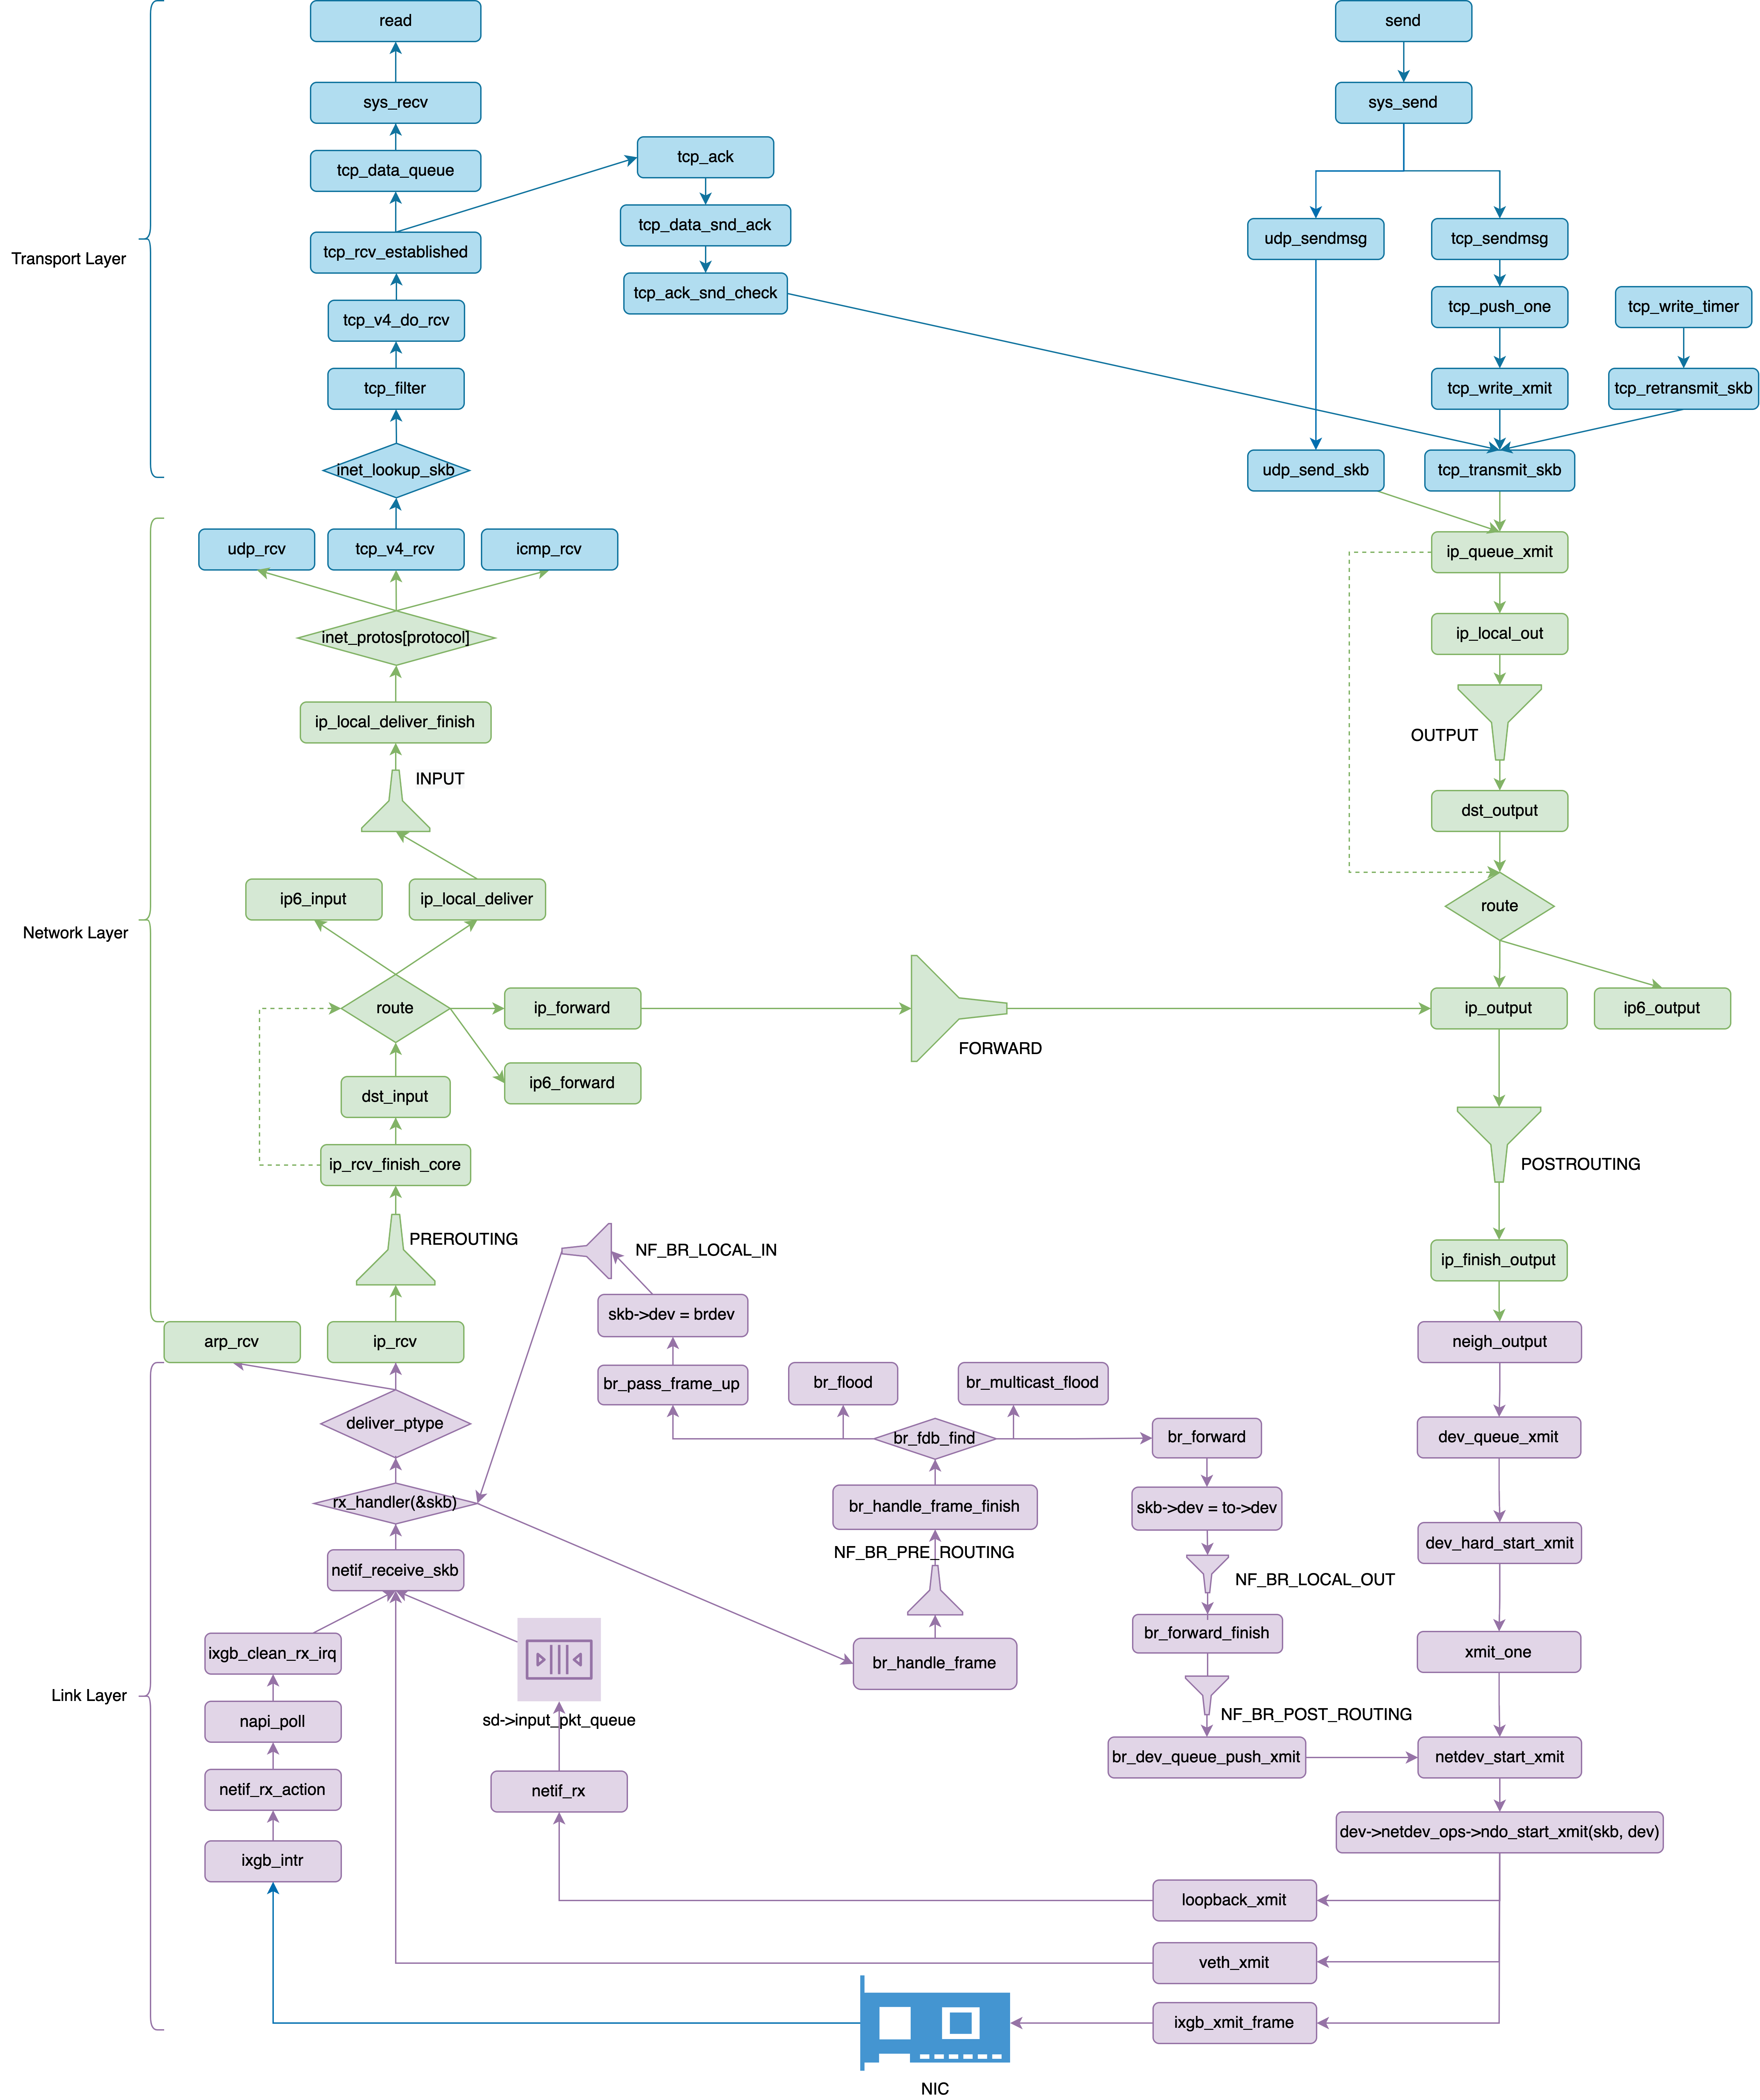 read
send
sys_recv
sys_send
tcp_data_queue
tcp_ack
tcp_data_snd_ack
tcp_ack_snd_check
Transport Layer
tcp_rcv_established
udp_sendmsg
tcp_sendmsg
tcp_v4_do_rcv
tcp_push_one
tcp_write_timer
tcp_filter
tcp_write_xmit
tcp_retransmit_skb
inet_lookup_skb
udp_send_skb
tcp_transmit_skb
udp_rcv
tcp_v4_rcv
icmp_rcv
ip_queue_xmit
inet_protos[protocol]
ip_local_out
ip_local_deliver_finish
OUTPUT
INPUT
dst_output
ip6_input
ip_local_deliver
route
Network Layer
route
ip_forward
FORWARD
ip_output
ip6_output
ip6_forward
dst_input
ip_rcv_finish_core
POSTROUTING
PREROUTING
NF_BR_LOCAL_IN
ip_finish_output
skb->dev = brdev
arp_rcv
ip_rcv
neigh_output
br_pass_frame_up
br_flood
br_multicast_flood
deliver_ptype
br_fdb_find
br_forward
dev_queue_xmit
rx_handler(&skb)
br_handle_frame_finish
skb->dev = to->dev
dev_hard_start_xmit
NF_BR_PRE_ROUTING
netif_receive_skb
NF_BR_LOCAL_OUT
br_forward_finish
ixgb_clean_rx_irq
br_handle_frame
xmit_one
Link Layer
napi_poll
sd->input_pkt_queue
NF_BR_POST_ROUTING
br_dev_queue_push_xmit
netdev_start_xmit
netif_rx_action
netif_rx
dev->netdev_ops->ndo_start_xmit(skb, dev)
ixgb_intr
loopback_xmit
veth_xmit
ixgb_xmit_frame
NIC